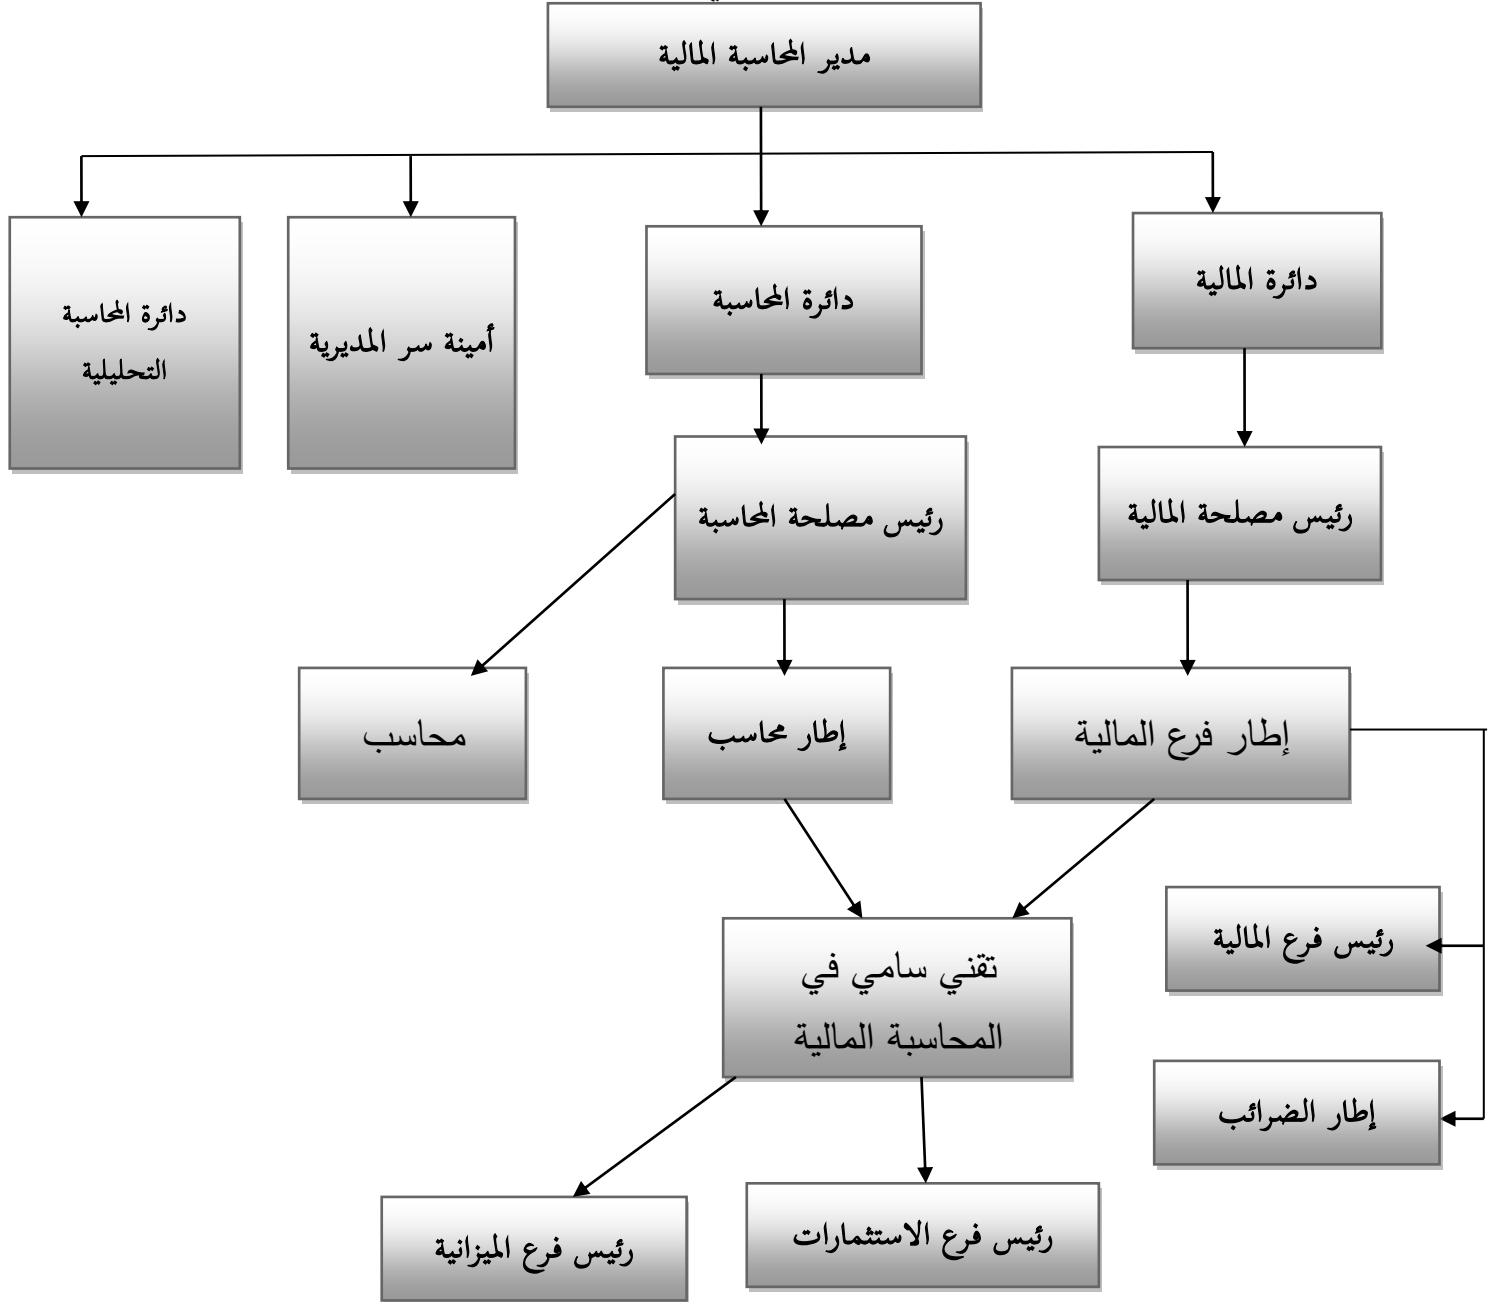 مدير المحاسبة المالية
دائرة المالية
دائرة المحاسبة
أمينة سر المديرية
دائرة المحاسبة
التحليلية
رئيس مصلحة المالية
رئيس مصلحة المحاسبة
إطار فرع المالية
إطار محاسب
محاسب
رئيس فرع المالية
تقني سامي في
المحاسبة المالية
إطار الضرائب
رئيس فرع الاستثمارات
رئيس فرع الميزانية